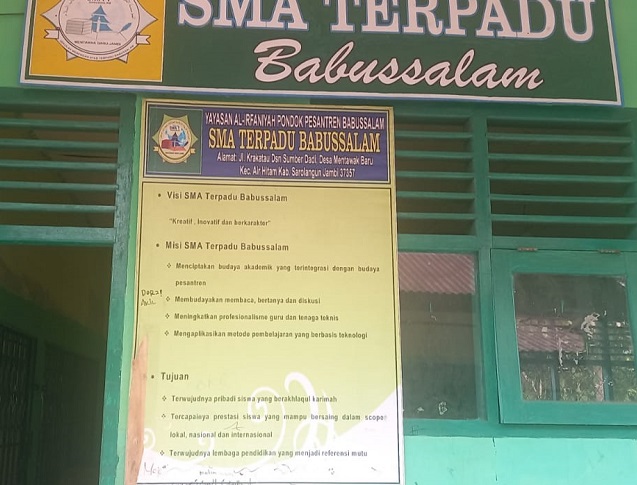 SMA TERPADU
Babussalam
MENTAWAK BARU JAMBI
YAYASAN AL-IRFANIYAH PONDOK PESANTREN BABUSSALAM
SMA TERPADU BABUSSALAM
Alamat: Jl. Krakatau Dsn Sumber Dadi, Desa Mentawak Baru
Kec. Air Hitam Kab. Sarolangun Jambi 37357
• Visi SMA Terpadu Babussalam
"Kreatif, Inovatif dan berkarakter"
• Misi SMA Terpadu Babussalam
❖ Menciptakan budaya akademik yang terintegrasi dengan budaya
pesantren
❖ Membudayakan membaca, bertanya dan diskusi
❖ Meningkatkan profesionalisme guru dan tenaga teknis
❖ Mengaplikasikan metode pembelajaran yang berbasis teknologi
• Tujuan
❖ Terwujudnya pribadi siswa yang berakhlaqul karimah
❖ Tercapainya prestasi siswa yang mampu bersaing dalam scope
lokal, nasional dan internasional
❖ Terwujudnya lembaga pendidikan yang menjadi referensi mutu